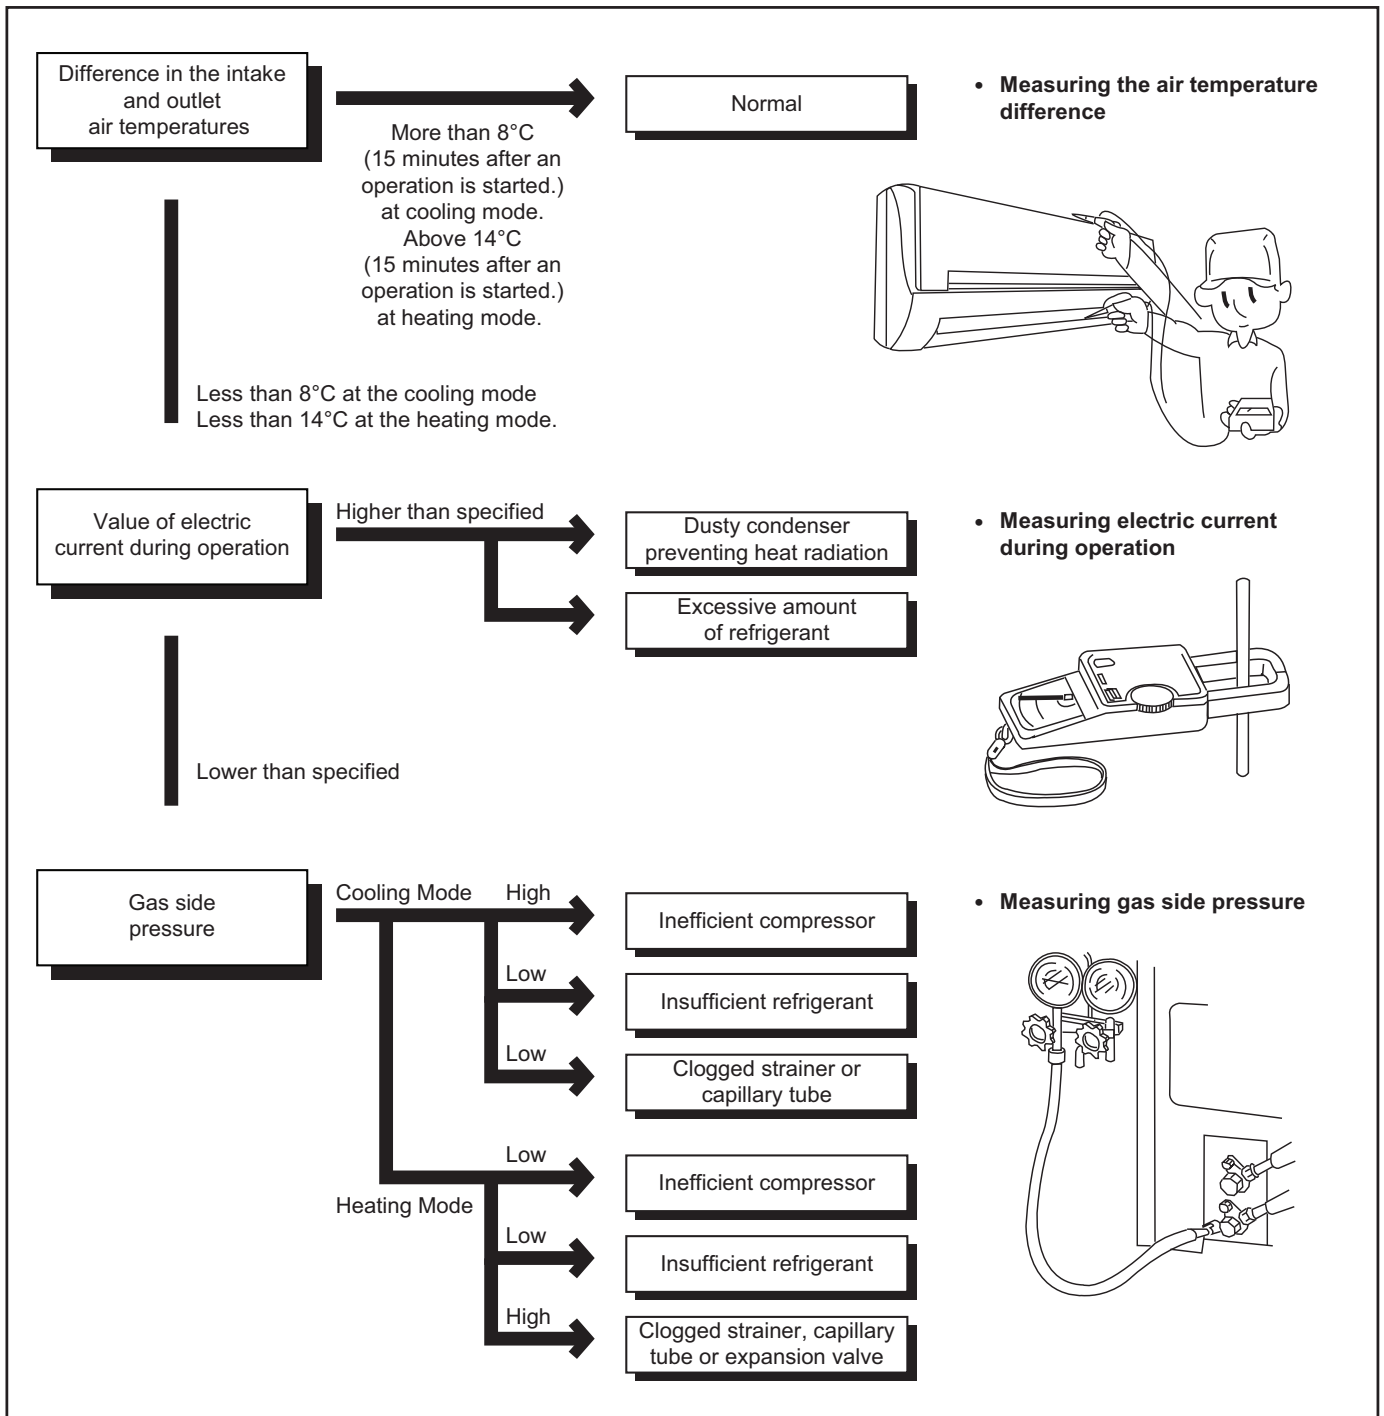 Difference in the intake
and outlet
air temperatures
More than 8°C
(15 minutes after an
operation is started.)
at cooling mode.
Above 14°C
(15 minutes after an
operation is started.)
at heating mode.
Normal
• Measuring the air temperature
difference
Less than 8°C at the cooling mode
Less than 14°C at the heating mode.
Value of electric
current during operation
Higher than specified
Dusty condenser
preventing heat radiation
Excessive amount
of refrigerant
• Measuring electric current
during operation
Lower than specified
Gas side
pressure
Cooling Mode
High
Inefficient compressor
Low
Insufficient refrigerant
Low
Clogged strainer or
capillary tube
• Measuring gas side pressure
Heating Mode
Low
Inefficient compressor
Low
Insufficient refrigerant
High
Clogged strainer, capillary
tube or expansion valve